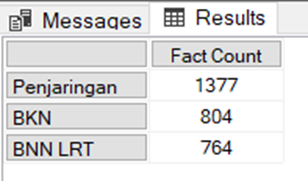 Messages Results
Fact Count
Penjaringan 1377
BKN 804
BNN LRT 764